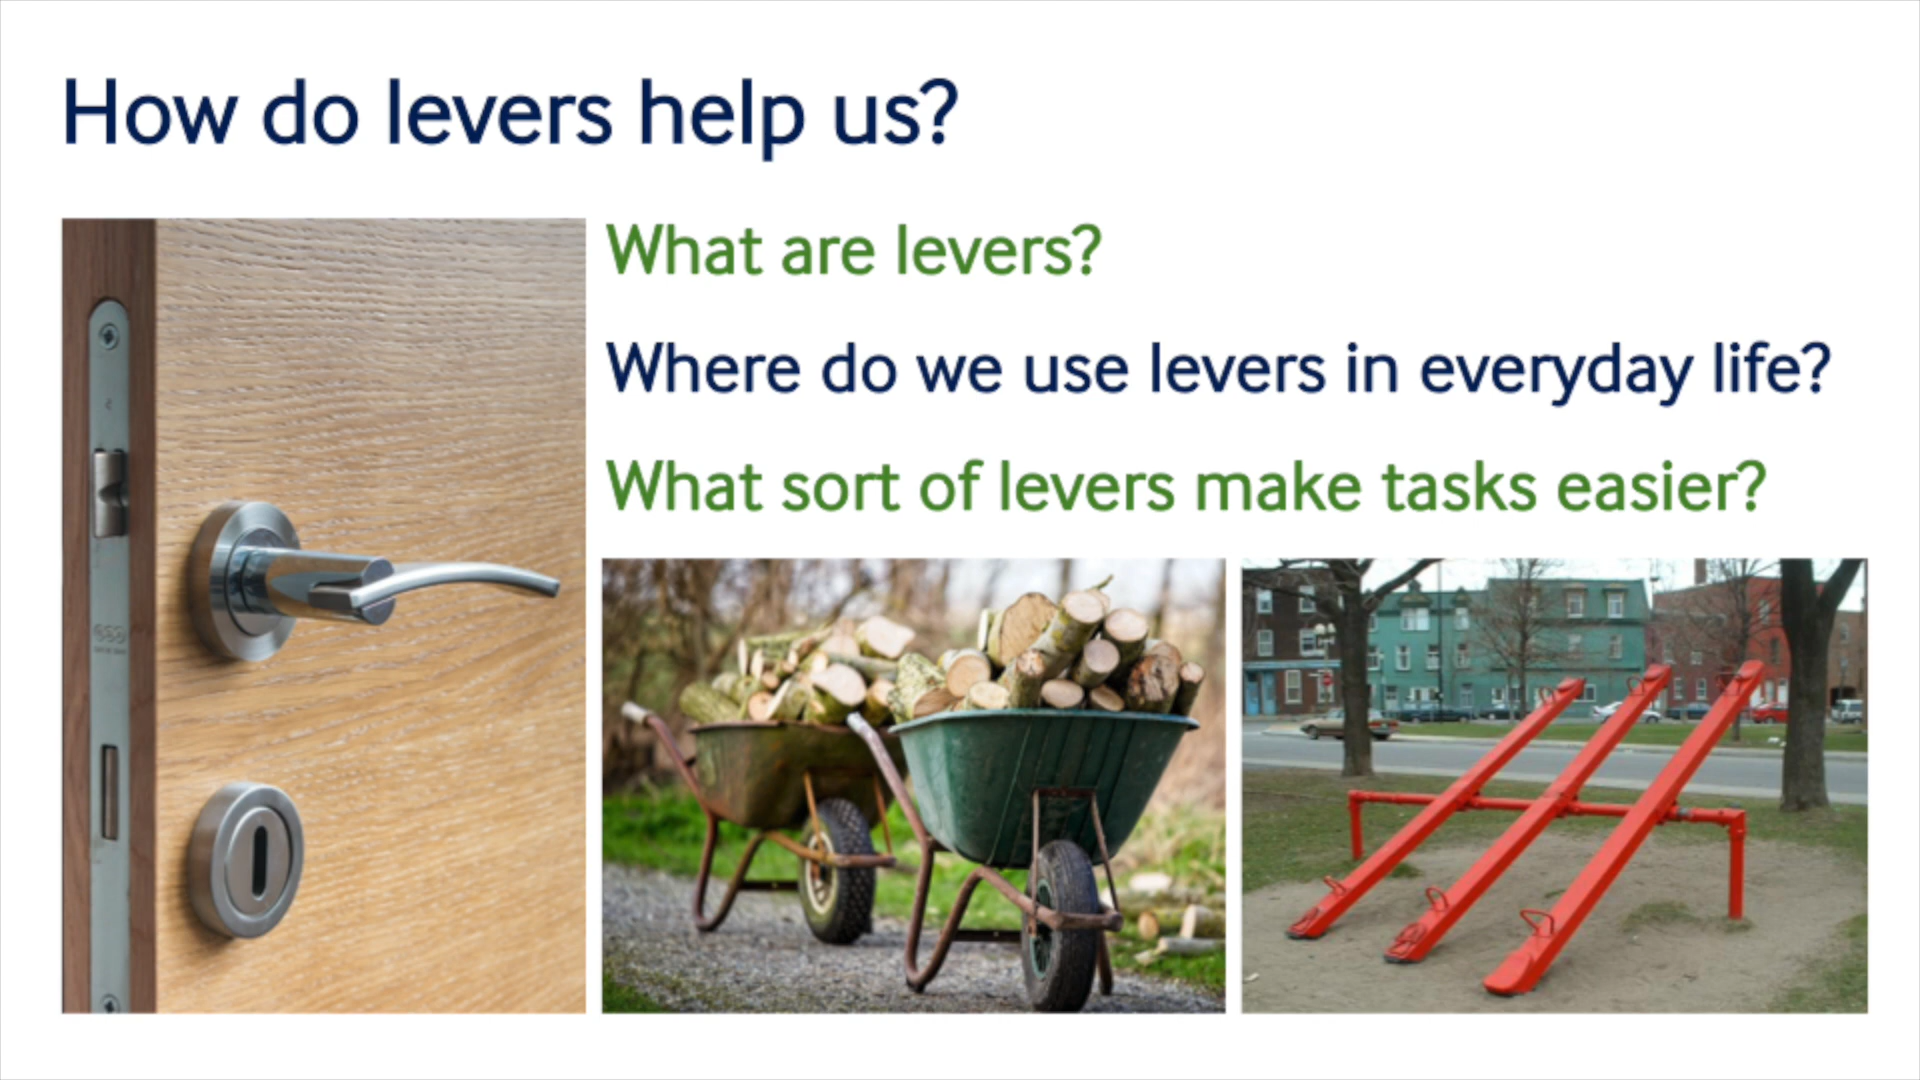 How do levers help us?
What are levers?
Where do we use levers in everyday life?
What sort of levers make tasks easier?